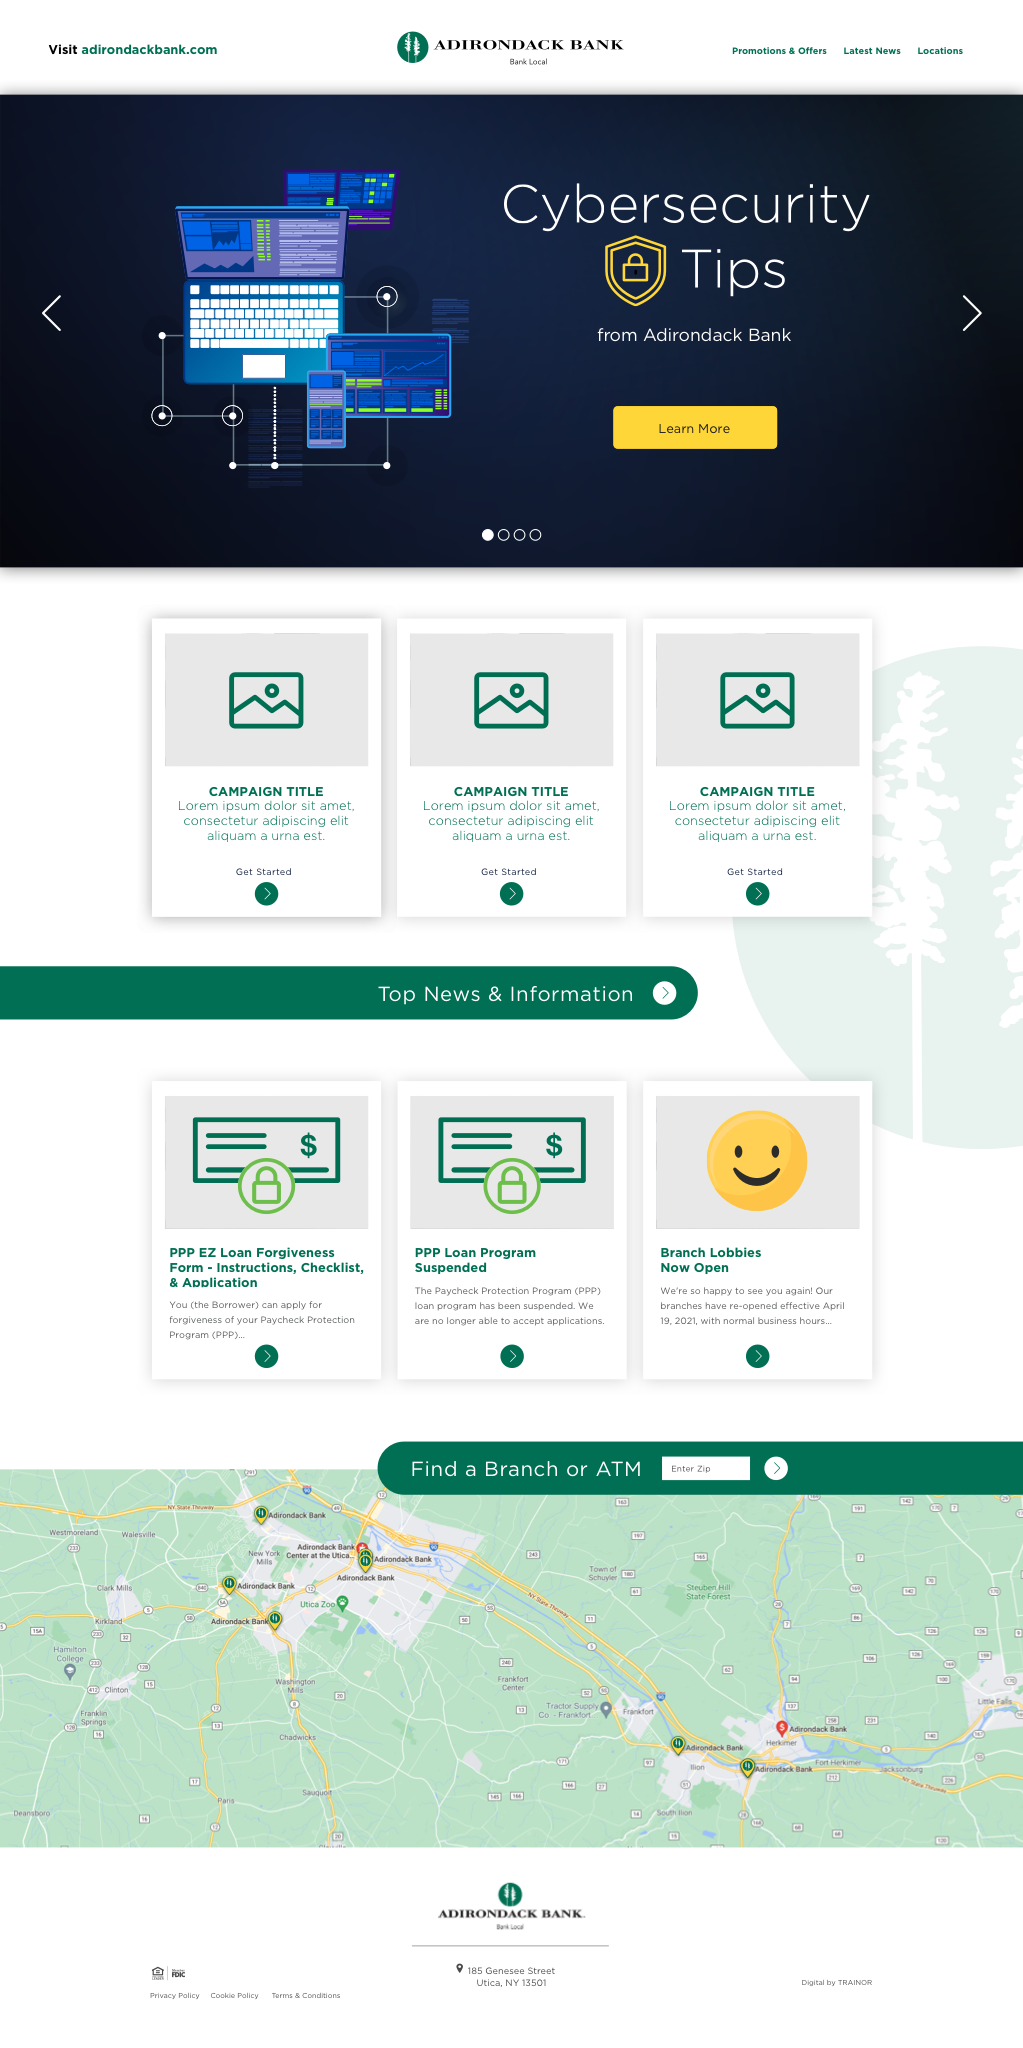 Visit adirondackbank.com
ADIRONDACK BANK
Bank Local
Promotions & Offers
Latest News
Locations
Cybersecurity
Tips
from Adirondack Bank
Learn More
CAMPAIGN TITLE
Lorem ipsum dolor sit amet,
consectetur adipiscing elit
aliquam a urna est.
Get Started
CAMPAIGN TITLE
Lorem ipsum dolor sit amet,
consectetur adipiscing elit
aliquam a urna est.
Get Started
CAMPAIGN TITLE
Lorem ipsum dolor sit amet,
consectetur adipiscing elit
aliquam a urna est.
Get Started
Top News & Information
$
PPP EZ Loan Forgiveness
Form - Instructions, Checklist,
& Application
You (the Borrower) can apply for
forgiveness of your Paycheck Protection
Program (PPP)...
$
PPP Loan Program
Suspended
The Paycheck Protection Program (PPP)
loan program has been suspended. We
are no longer able to accept applications.
Branch Lobbies
Now Open
We're so happy to see you again! Our
branches have re-opened effective April
19, 2021, with normal business hours...
Find a Branch or ATM
Enter Zip
NY State Thruway
Adirondack Bank
Westmoreland
Walesville
New York
Mills
Adirondack Bank
Center at the Utica...
Adirondack Bank
Adirondack Bank
Clark Mills
Adirondack Bank
Utica Zoo
Kirkland
Adirondack Bank
Town of
Schuyler
Steuben Hill
State Forest
NY State Thruway
Hamilton
College
Clinton
Washington
Mills
Frankfort
Center
Franklin
Springs
Tractor Supply
Co. - Frankfort
Frankfort
Little Falls
Chadwicks
Adirondack Bank
Herkimer
Adirondack Bank
Ilion
Adirondack Bank
Fort Herkimer
Jacksonburg
NY State Thruway
Paris
Sauquoit
Deansboro
South Ilion
ADIRONDACK BANK.
Bank Local
185 Genesee Street
Utica, NY 13501
FDIC
Privacy Policy
Cookie Policy
Terms & Conditions
Digital by TRAINOR